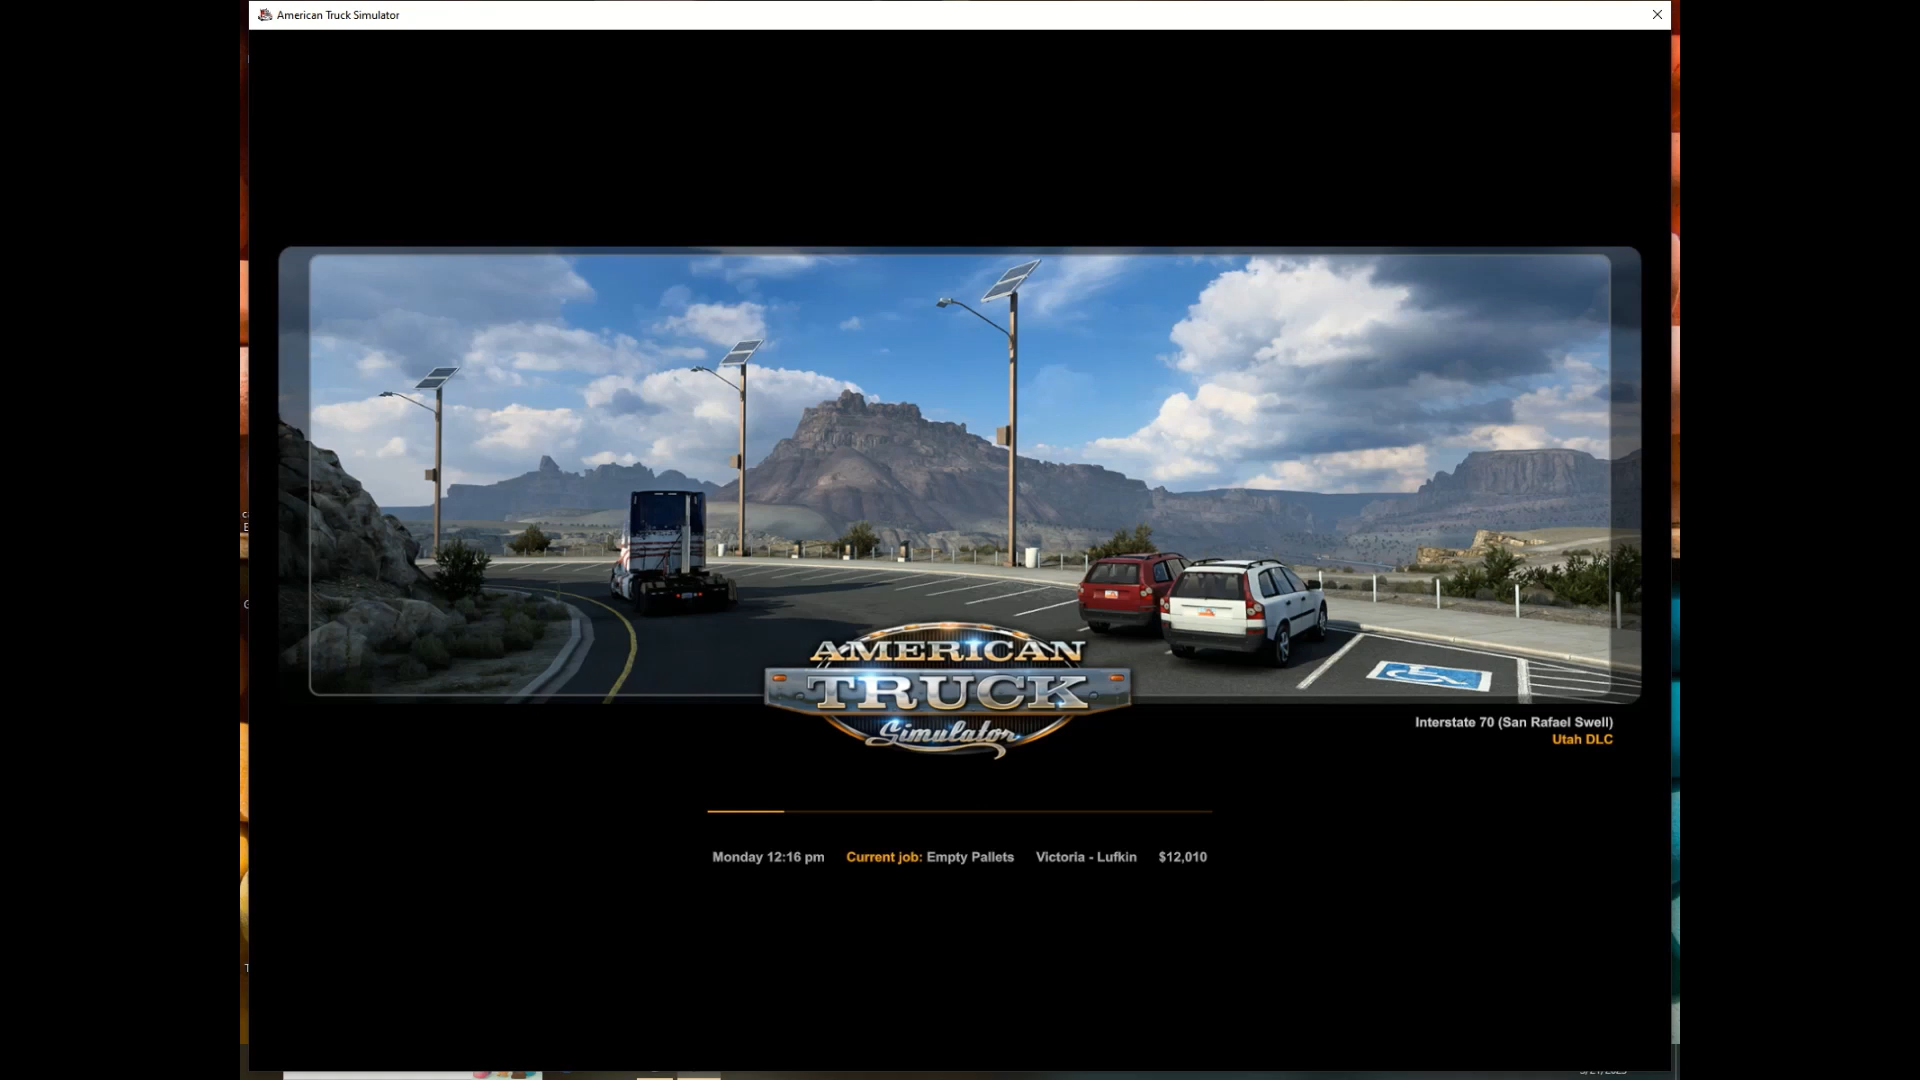 American Truck Simulator
AMERICAN
TRUCK
Simulator
Interstate 70 (San Rafael Swell)
Utah DLC
Monday 12:16 pm Current job: Empty Pallets Victoria - Lufkin $12,010